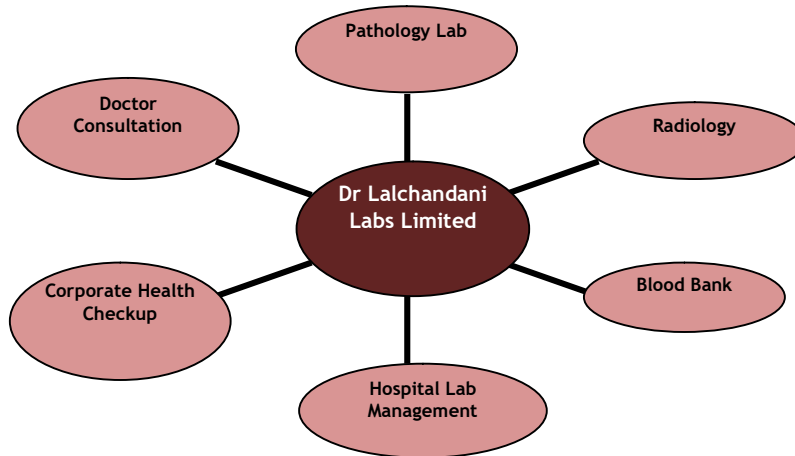 Pathology Lab
Doctor
Consultation
Radiology
Dr Lalchandani
Labs Limited
Corporate Health
Checkup
Blood Bank
Hospital Lab
Management